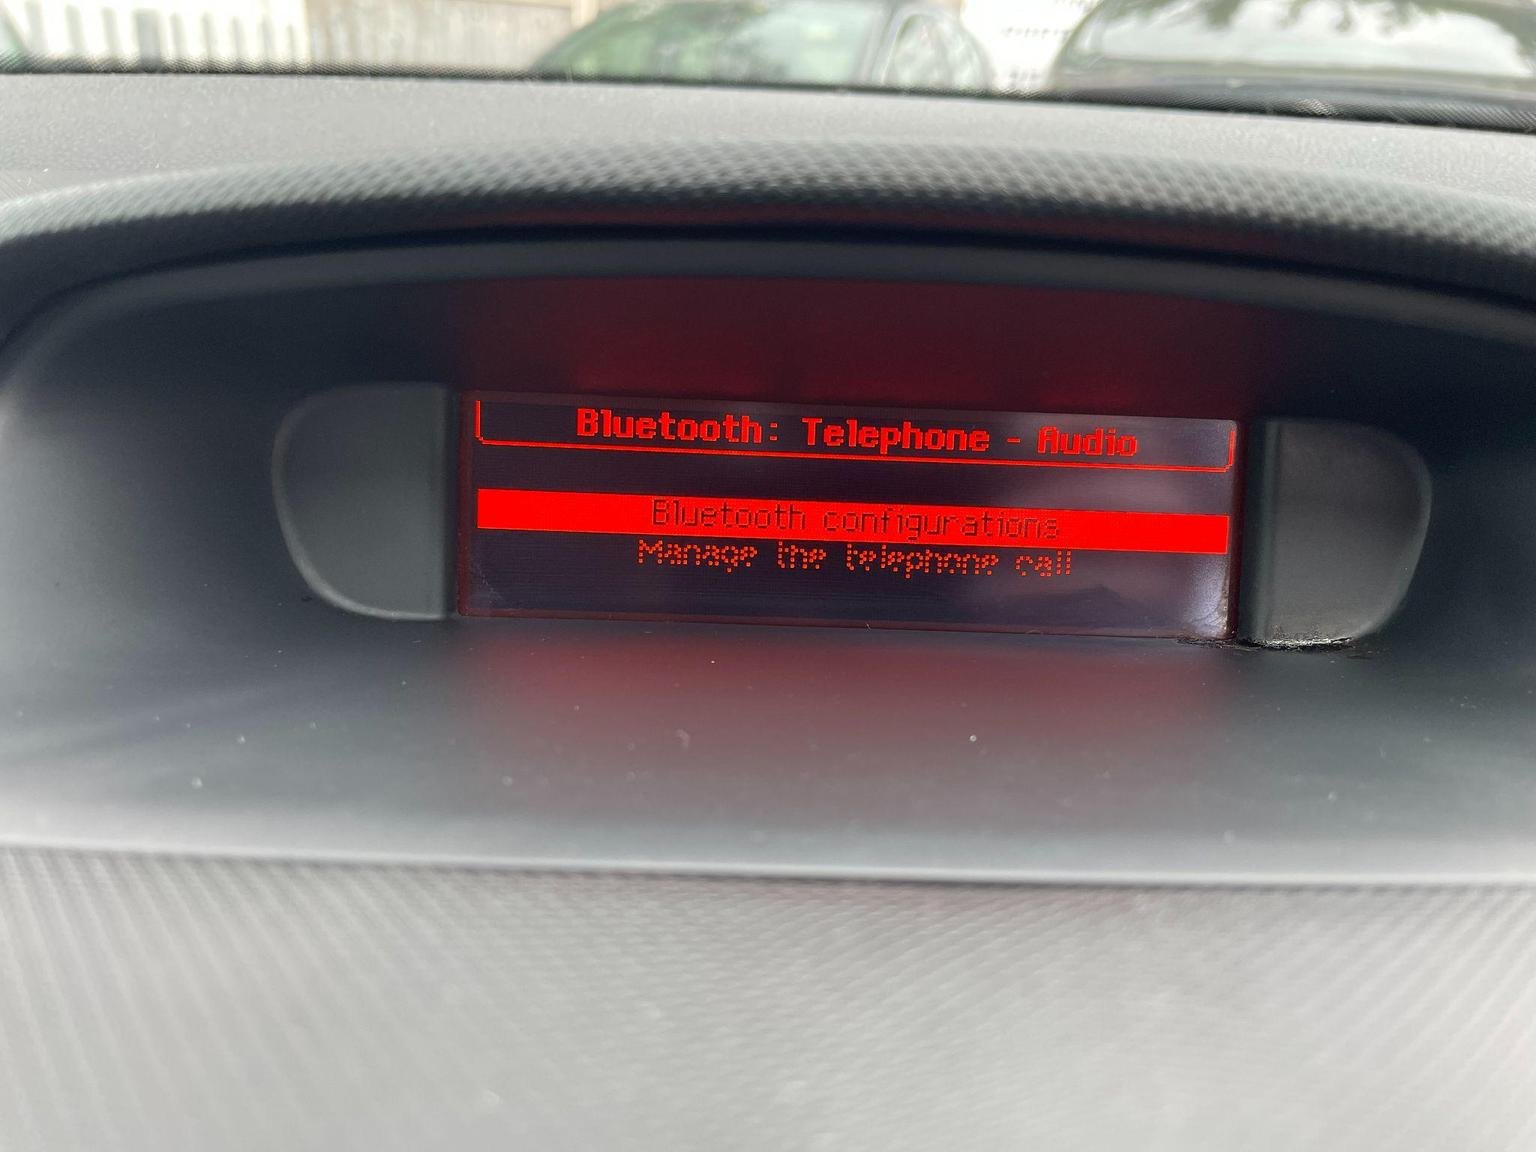 Bluetooth: Telephone - Audio
Bluetooth configurations
Manage the telephone call